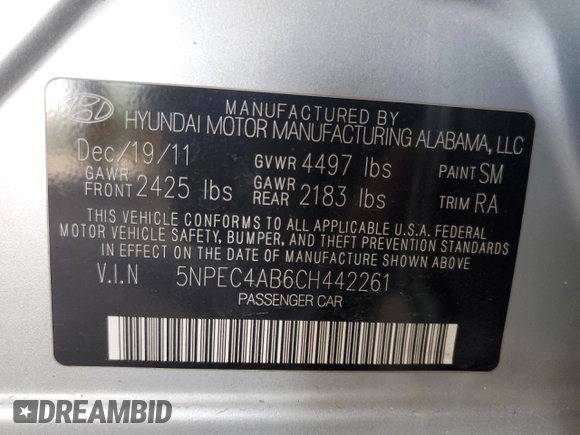 MANUFACTURED BY
HYUNDAI MOTOR MANUFACTURING ALABAMA, LLC
Dec/19/11 GVWR 4497 lbs PAINT SM
GAWR FRONT 2425 lbs GAWR REAR 2183 lbs TRIM RA
THIS VEHICLE CONFORMS TO ALL APPLICABLE U.S.A. FEDERAL
MOTOR VEHICLE SAFETY, BUMPER, AND THEFT PREVENTION STANDARDS
IN EFFECT ON THE DATE OF MANUFACTURE SHOWN ABOVE.
V.I.N 5NPEC4AB6CH442261
PASSENGER CAR
DREAMBID